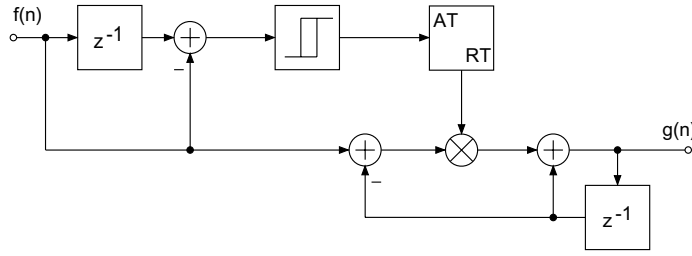 f(n)
z-1
+
−
AT
RT
g(n)
+
−
×
+
z-1